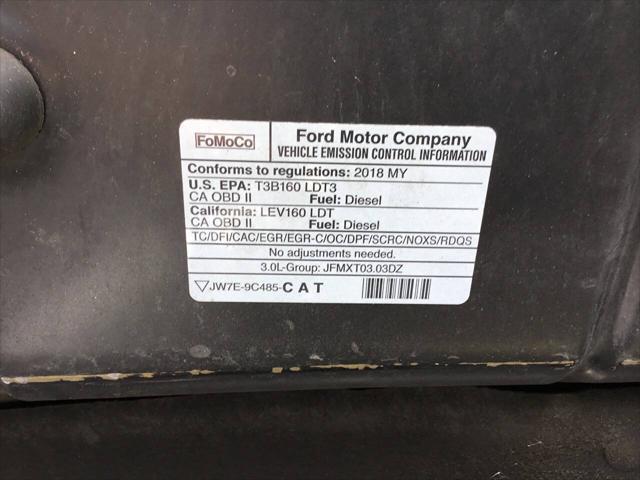 FoMoCo
Ford Motor Company
VEHICLE EMISSION CONTROL INFORMATION
Conforms to regulations: 2018 MY
U.S. EPA: T3B160 LDT3
CA OBD II Fuel: Diesel
California: LEV160 LDT
CA OBD II Fuel: Diesel
TC/DFI/CAC/EGR/EGR-C/OC/DPF/SCRC/NOXS/RDQS
No adjustments needed.
3.0L-Group: JFMXT03.03DZ
▽JW7E-9C485-C A T